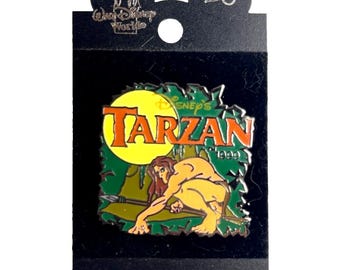 Walt Disney
World
DISNEY'S
TARZAN
1999